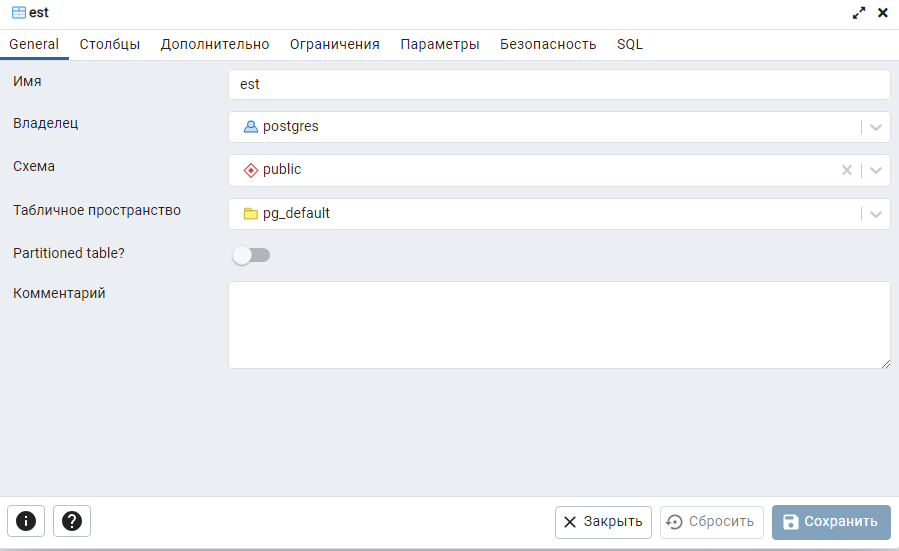 est
General Столбцы Дополнительно Ограничения Параметры Безопасность SQL
Имя est
Владелец postgres
Схема public
Табличное пространство pg_default
Partitioned table?
Комментарий
Закрыть Сбросить Сохранить